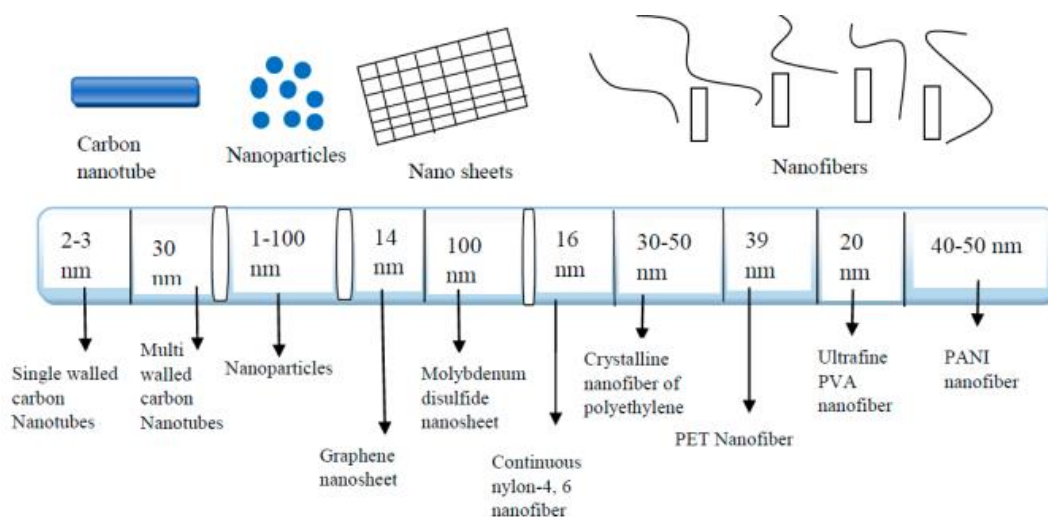 Carbon
nanotube
Nanoparticles
Nano sheets
Nanofibers
2-3
nm
30
nm
1-100
nm
14
nm
100
nm
16
nm
30-50
nm
39
nm
20
nm
40-50 nm
Single walled
carbon
Nanotubes
Multi
walled
carbon
Nanotubes
Nanoparticles
Graphene
nanosheet
Molybdenum
disulfide
nanosheet
Continuous
nylon-4, 6
nanofiber
Crystalline
nanofiber of
polyethylene
PET Nanofiber
Ultrafine
PVA
nanofiber
PANI
nanofiber